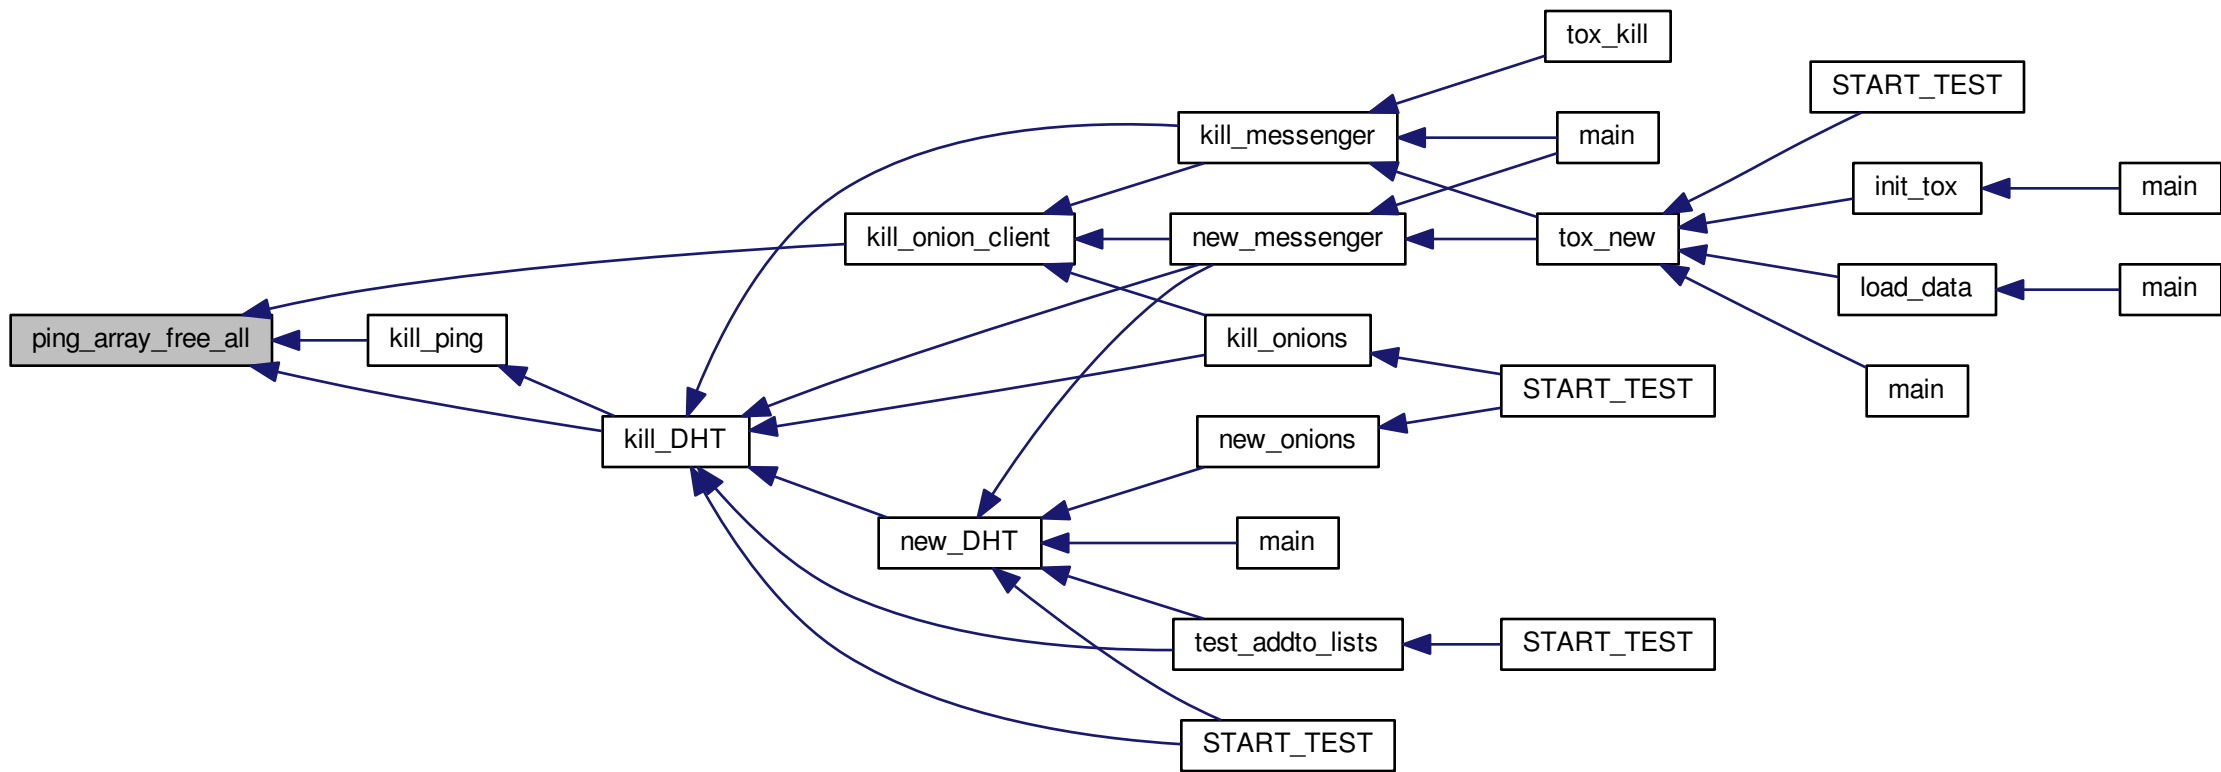 tox_kill
START_TEST
kill_messenger
main
init_tox
main
kill_onion_client
new_messenger
tox_new
load_data
main
ping_array_free_all
kill_ping
kill_onions
START_TEST
main
kill_DHT
new_onions
new_DHT
main
test_addto_lists
START_TEST
START_TEST